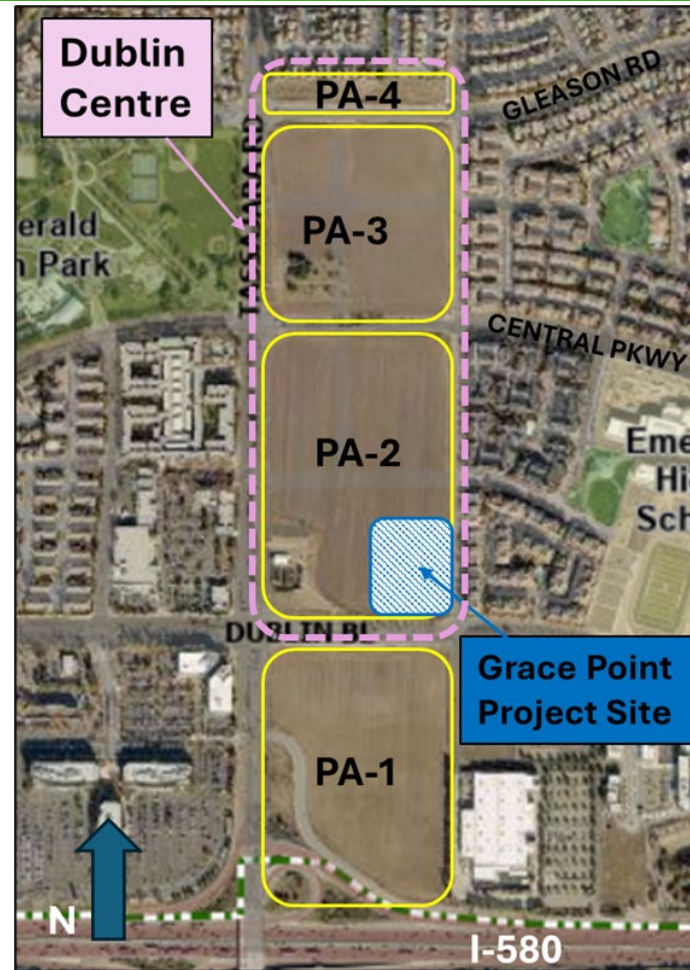 Dublin
Centre
PA-4
GLEASON RD
PA-3
erald
n Park
CENTRAL PKWY
PA-2
Eme
Hi
Sch
DUBLIN BL
Grace Point
Project Site
PA-1
N
I-580